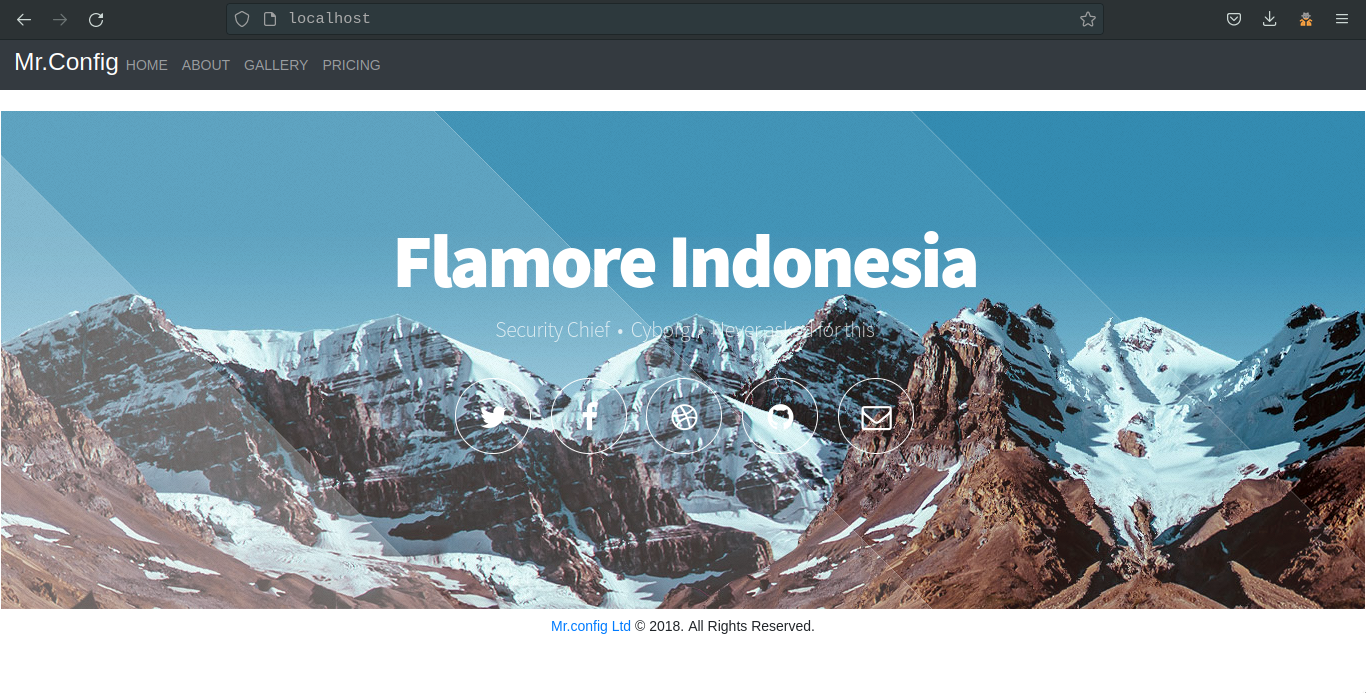 localhost
Mr.Config HOME ABOUT GALLERY PRICING
Flamore Indonesia
Security Chief • Cyborg • Never asked for this
Mr.config Ltd © 2018. All Rights Reserved.